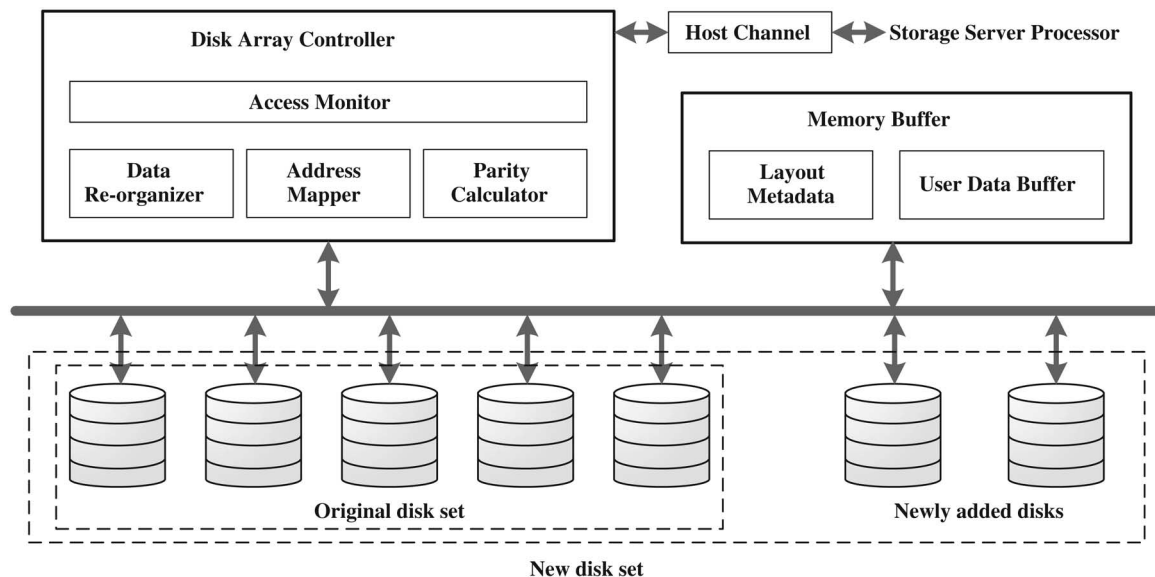 Disk Array Controller
Host Channel
Storage Server Processor
Access Monitor
Data
Re-organizer
Address
Mapper
Parity
Calculator
Memory Buffer
Layout
Metadata
User Data Buffer
Original disk set
Newly added disks
New disk set